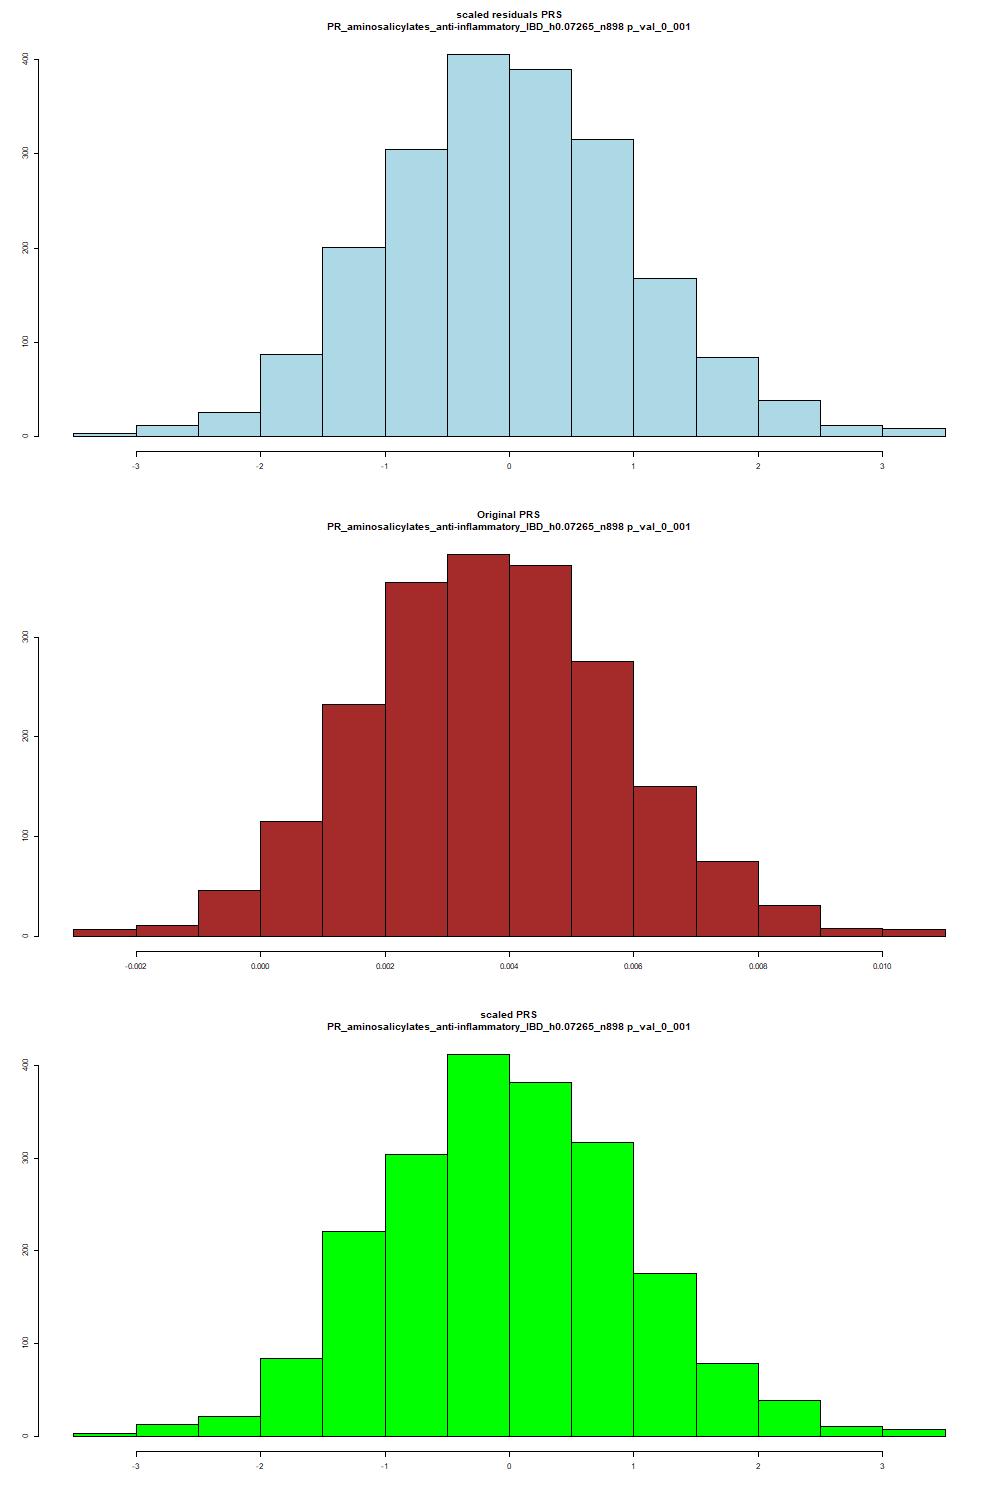 scaled residuals PRS
PR_aminosalicylates_anti-inflammatory_IBD_h0.07265_n898 p_val_0_001
400
300
200
100
0
-3 -2 -1 0 1 2 3
Original PRS
PR_aminosalicylates_anti-inflammatory_IBD_h0.07265_n898 p_val_0_001
300
200
100
0
-0.002 0.000 0.002 0.004 0.006 0.008 0.010
scaled PRS
PR_aminosalicylates_anti-inflammatory_IBD_h0.07265_n898 p_val_0_001
400
300
200
100
0
-3 -2 -1 0 1 2 3